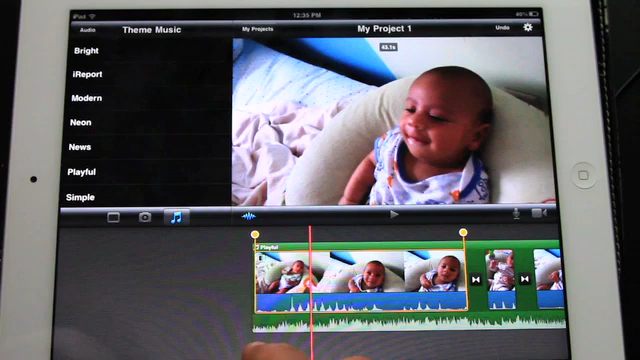 iPad
12:35 PM
40%
Audio
Theme Music
My Projects
My Project 1
Undo
43.1s
Bright
iReport
Modern
Neon
News
Playful
Simple
Playful